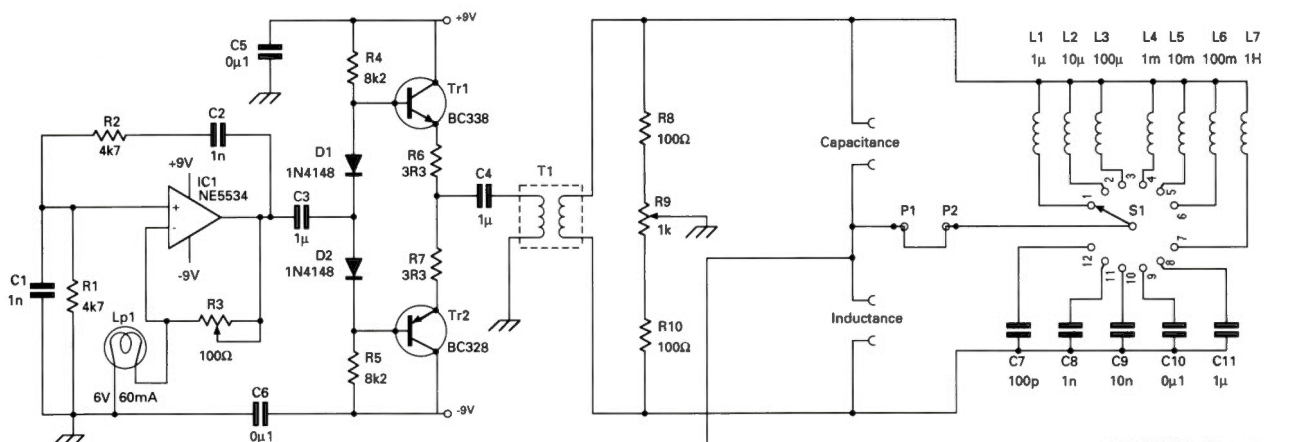 +9V
C5
0µ1
R4
8k2
Tr1
BC338
R2
4k7
C2
1n
+9V
IC1
NE5534
+
-
-9V
D1
1N4148
C3
1µ
D2
1N4148
R6
3R3
C4
1µ
T1
R7
3R3
C1
1n
R1
4k7
R3
100Ω
Lp1
6V 60mA
Tr2
BC328
R5
8k2
C6
0µ1
-9V
R8
100Ω
R9
1k
R10
100Ω
Capacitance
P1 P2
Inductance
L1 L2 L3 L4 L5 L6 L7
1µ 10µ 100µ 1m 10m 100m 1H
1 2 3 4 5 6
S1
7 8 9 10 11 12
C7 C8 C9 C10 C11
100p 1n 10n 0µ1 1µ